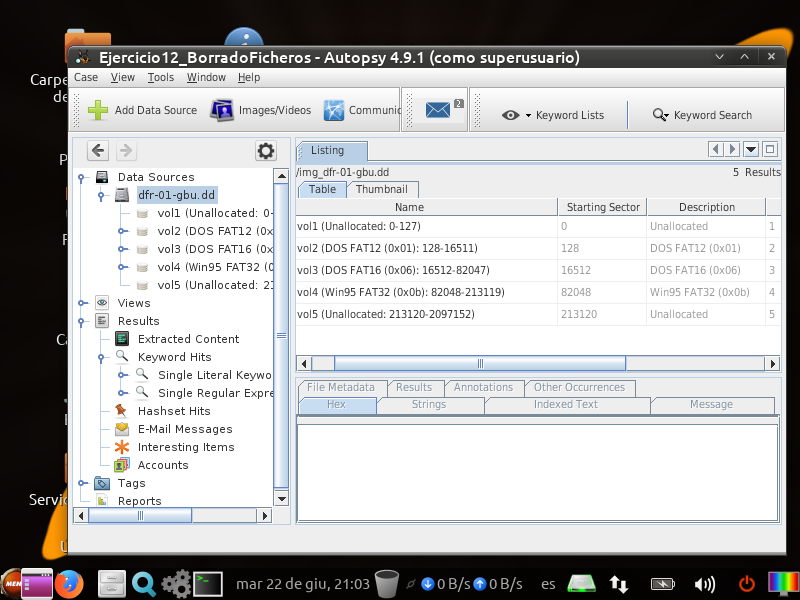 Carpe
de
Ejercicio12_BorradoFicheros - Autopsy 4.9.1 (como superusuario)
Case View Tools Window Help
Add Data Source Images/Videos Communic 2 Keyword Lists Keyword Search
Listing
/img_dfr-01-gbu.dd 5 Results
Table Thumbnail
Name Starting Sector Description
vol1 (Unallocated: 0-127) 0 Unallocated 1
vol2 (DOS FAT12 (0x01): 128-16511) 128 DOS FAT12 (0x01) 2
vol3 (DOS FAT16 (0x06): 16512-82047) 16512 DOS FAT16 (0x06) 3
vol4 (Win95 FAT32 (0x0b): 82048-213119) 82048 Win95 FAT32 (0x0b) 4
vol5 (Unallocated: 213120-2097152) 213120 Unallocated 5
Data Sources
dfr-01-gbu.dd
vol1 (Unallocated: 0-
vol2 (DOS FAT12 (0x
vol3 (DOS FAT16 (0x
vol4 (Win95 FAT32 (0
vol5 (Unallocated: 21
Views
Results
Extracted Content
Keyword Hits
Single Literal Keywo
Single Regular Expre
Hashset Hits
E-Mail Messages
Interesting Items
Accounts
Tags
Reports
File Metadata Results Annotations Other Occurrences
Hex Strings Indexed Text Message
Servic
MENU mar 22 de giu, 21:03 0 B/s 0 B/s es